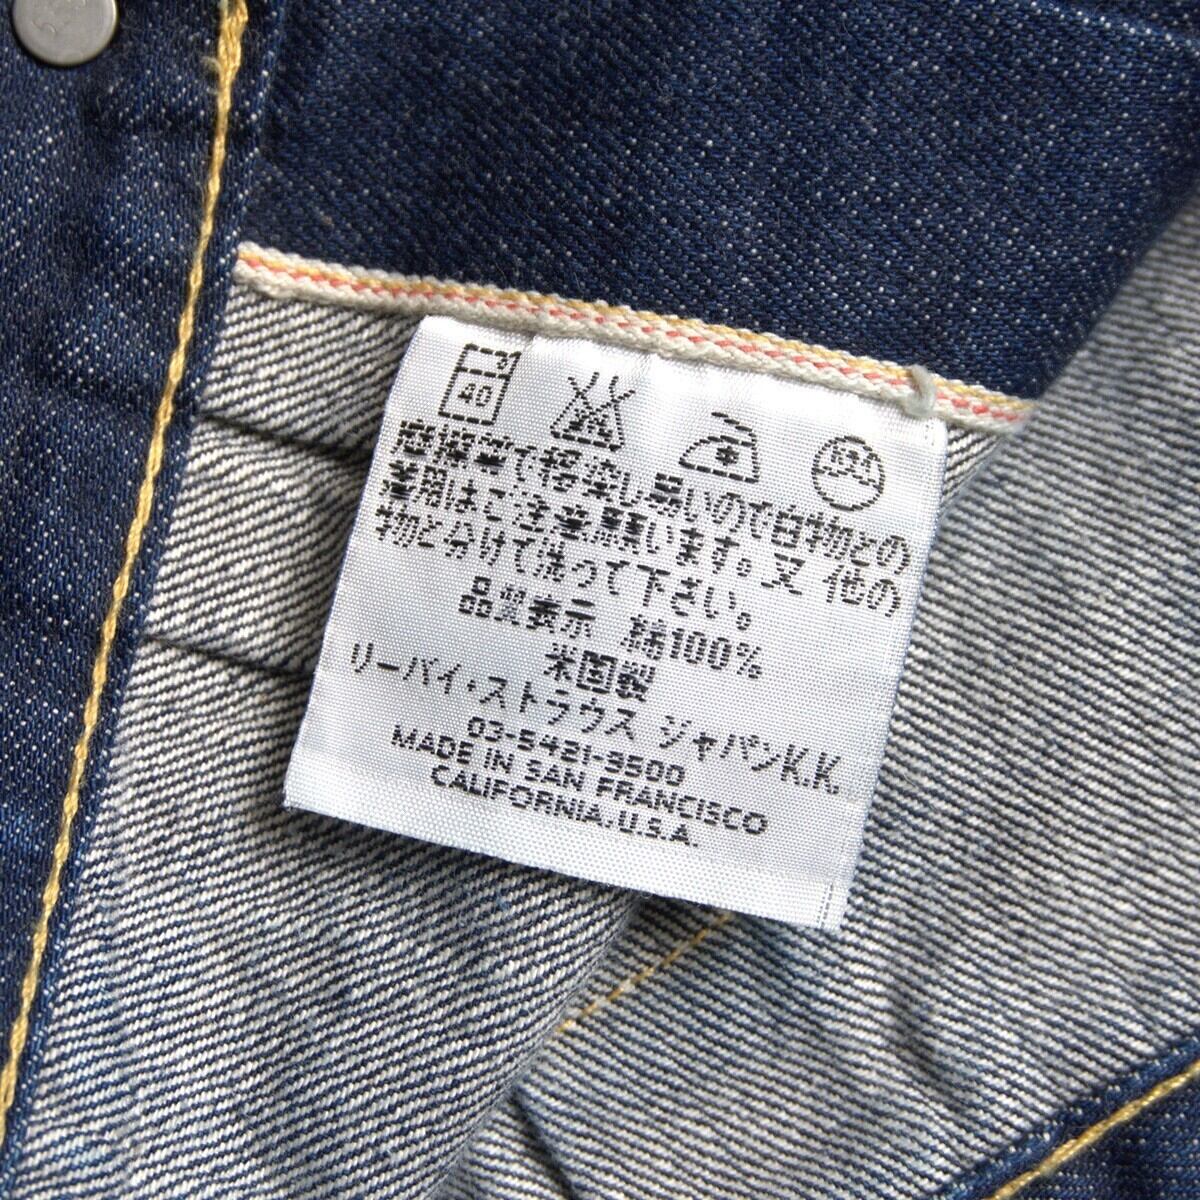 40
摩擦等で移染し易いので白物との
着用はご注意願います。又 他の
物と分けて洗って下さい。
品質表示 綿100%
米国製
リーバイ・ストラウス ジャパンK.K.
03-5421-3500
MADE IN SAN FRANCISCO
CALIFORNIA.U.S.A.